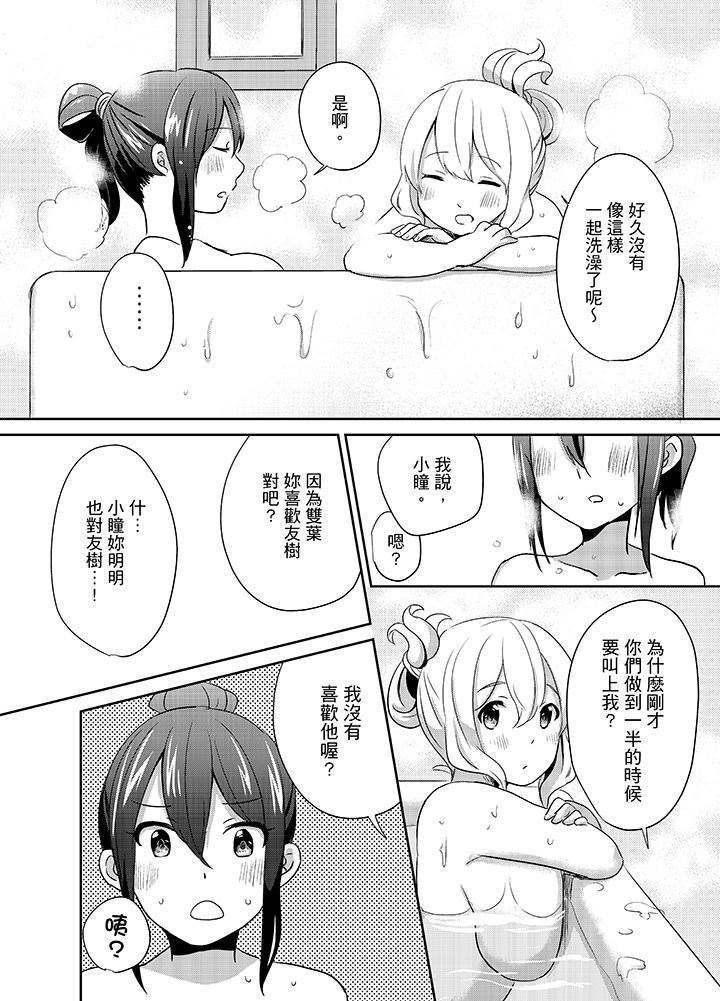 好久沒有
像這樣
一起洗澡了呢～
是啊。
……
我說，
小瞳。
嗯？
因為雙葉
妳喜歡友樹
對吧？
什…
小瞳妳明明
也對友樹…！
為什麼剛才
你們做到一半的時候
要叫上我？
我沒有
喜歡他喔？
咦？